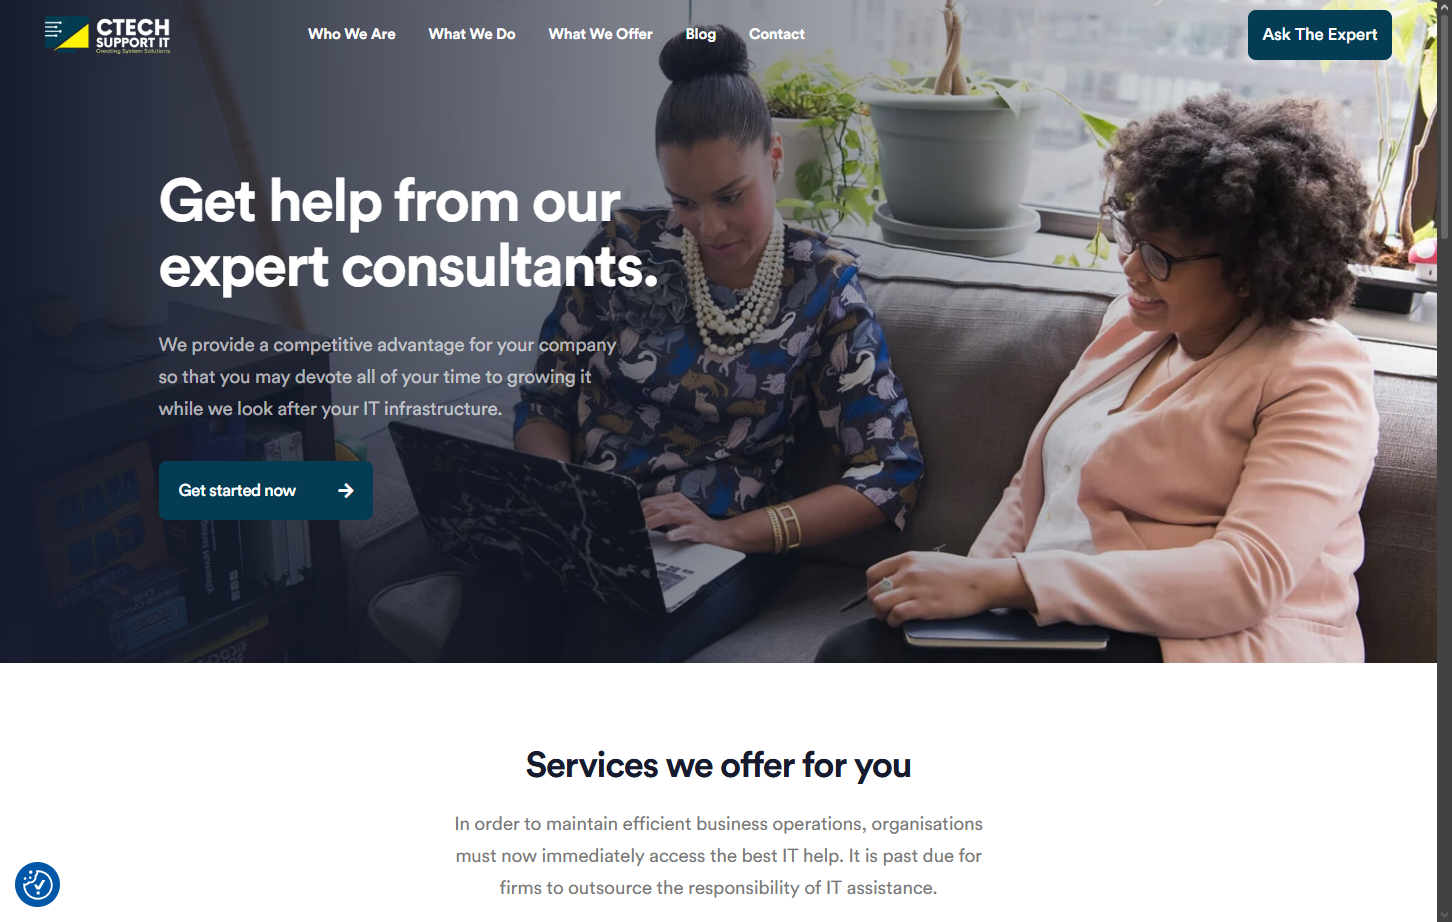 CTECH
SUPPORT IT
Creating System Solutions
Who We Are
What We Do
What We Offer
Blog
Contact
Ask The Expert
Get help from our
expert consultants.
We provide a competitive advantage for your company
so that you may devote all of your time to growing it
while we look after your IT infrastructure.
Get started now
Services we offer for you
In order to maintain efficient business operations, organisations
must now immediately access the best IT help. It is past due for
firms to outsource the responsibility of IT assistance.